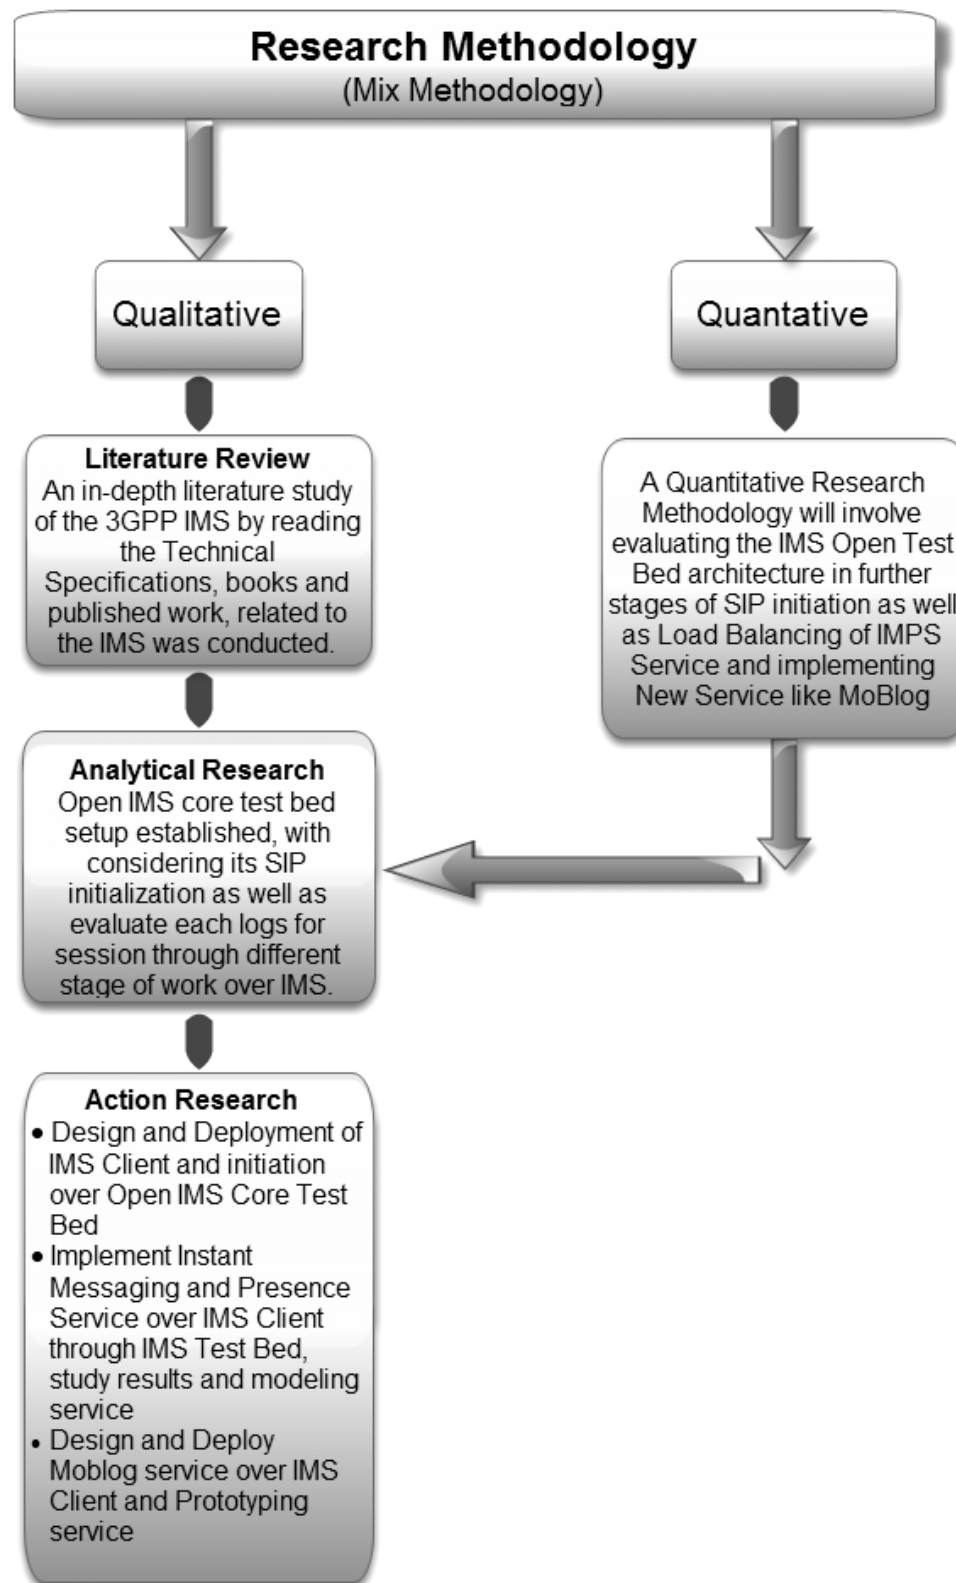 Research Methodology
(Mix Methodology)
Qualitative
Quantative
Literature Review
An in-depth literature study
of the 3GPP IMS by reading
the Technical
Specifications, books and
published work, related to
the IMS was conducted.
A Quantitative Research
Methodology will involve
evaluating the IMS Open Test
Bed architecture in further
stages of SIP initiation as well
as Load Balancing of IMPS
Service and implementing
New Service like MoBlog
Analytical Research
Open IMS core test bed
setup established, with
considering its SIP
initialization as well as
evaluate each logs for
session through different
stage of work over IMS.
Action Research
• Design and Deployment of
IMS Client and initiation
over Open IMS Core Test
Bed
• Implement Instant
Messaging and Presence
Service over IMS Client
through IMS Test Bed,
study results and modeling
service
• Design and Deploy
Moblog service over IMS
Client and Prototyping
service